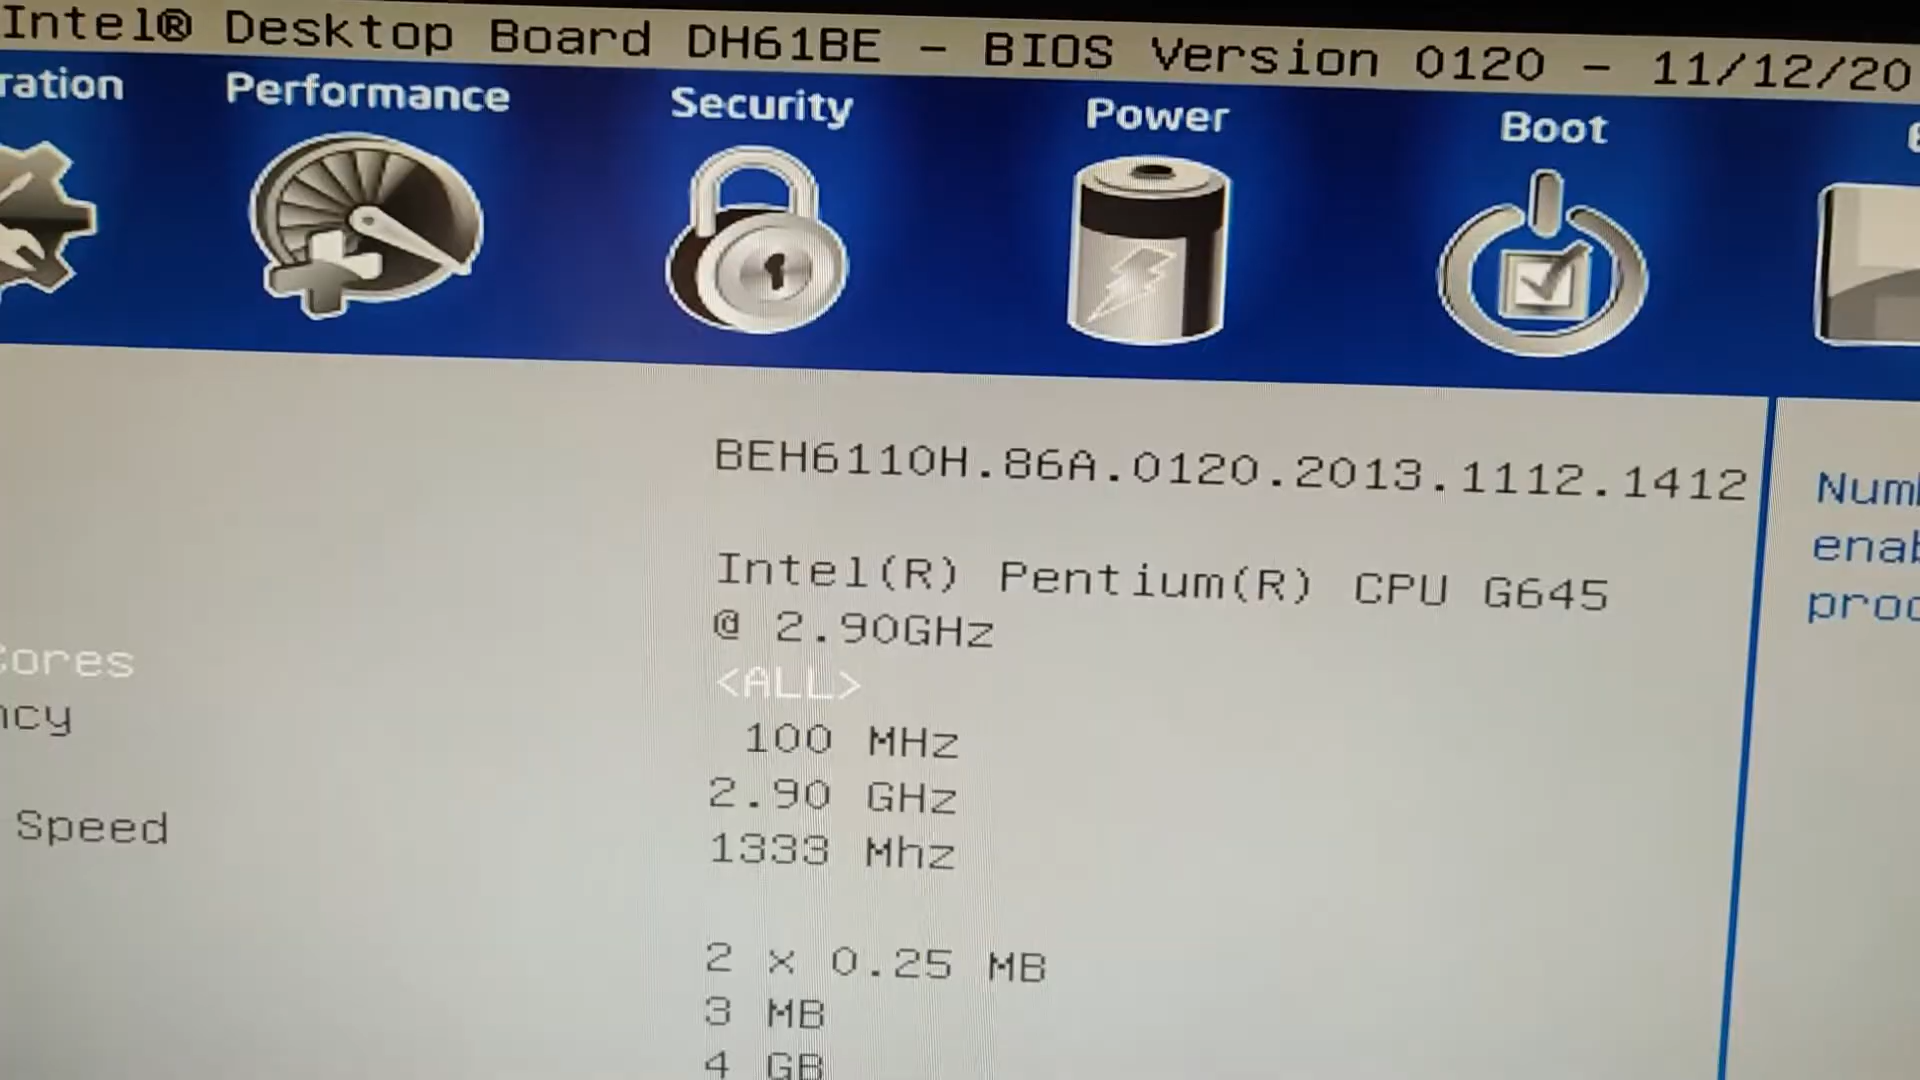 Intel® Desktop Board DH61BE - BIOS Version 0120 - 11/12/20
ration
Performance
Security
Power
Boot
BEH6110H.86A.0120.2013.1112.1412
Intel(R) Pentium(R) CPU G645
@ 2.90GHz
Cores
<ALL>
ncy
100 MHz
2.90 GHz
Speed
1333 Mhz
2 x 0.25 MB
3 MB
4 GB
Num
enab
proc